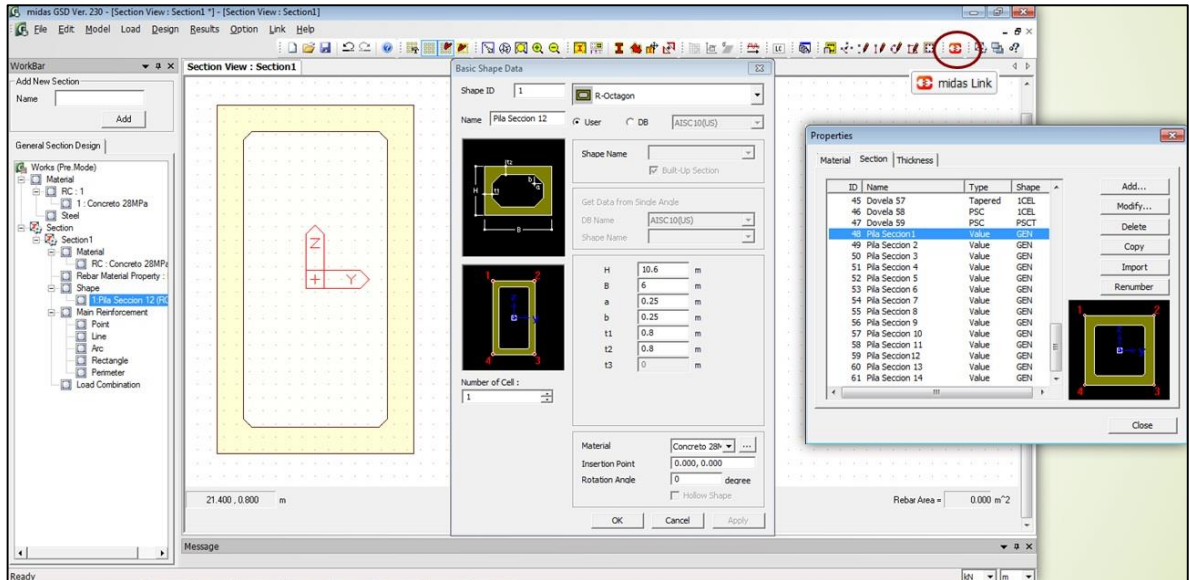 midas GSD Ver. 230 - [Section View : Section1 *] - [Section View : Section1]
File Edit Model Load Design Results Option Link Help
WorkBar
Add New Section
Name
Add
General Section Design
Works (Pre.Mode)
Material
RC : 1
1 : Concreto 28MPa
Steel
Section
Section1
Material
RC : Concreto 28MPa
Rebar Material Property :
Shape
1:Pila Seccion 12 (RC
Main Reinforcement
Point
Line
Arc
Rectangle
Perimeter
Load Combination
Section View : Section1
Z
Y
21.400 , 0.800 m
Rebar Area = 0.000 m^2
Message
Ready
kN m
Basic Shape Data
Shape ID 1
R-Octagon
Name Pila Seccion 12
User DB AISC10(US)
Shape Name
Built-Up Section
Get Data from Single Angle
DB Name AISC10(US)
Shape Name
H t1 t2 b a B
1 2
4 3
Number of Cell :
1
H 10.6 m
B 6 m
a 0.25 m
b 0.25 m
t1 0.8 m
t2 0.8 m
t3 0 m
Material Concreto 28M ...
Insertion Point 0.000, 0.000
Rotation Angle 0 degree
Hollow Shape
OK Cancel Apply
midas Link
Properties
Material Section Thickness
ID Name Type Shape
45 Dovela 57 Tapered 1CEL
46 Dovela 58 PSC 1CEL
47 Dovela 59 PSC PSCT
48 Pila Seccion1 Value GEN
49 Pila Seccion 2 Value GEN
50 Pila Seccion 3 Value GEN
51 Pila Seccion 4 Value GEN
52 Pila Seccion 5 Value GEN
53 Pila Seccion 6 Value GEN
54 Pila Seccion 7 Value GEN
55 Pila Seccion 8 Value GEN
56 Pila Seccion 9 Value GEN
57 Pila Seccion 10 Value GEN
58 Pila Seccion 11 Value GEN
59 Pila Seccion12 Value GEN
60 Pila Seccion 13 Value GEN
61 Pila Seccion 14 Value GEN
Add...
Modify...
Delete
Copy
Import
Renumber
1 2
4 3
Close